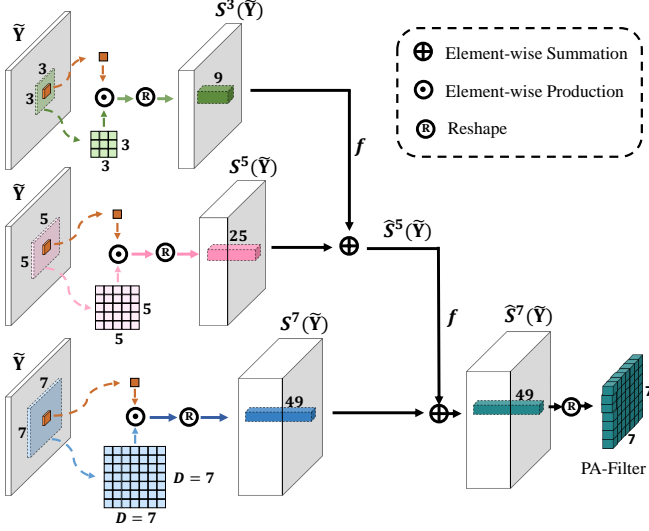 Ỹ
S³(Ỹ)
3
3
9
3
3
R
f
⊕ Element-wise Summation
⊙ Element-wise Production
Ⓡ Reshape
Ỹ
S⁵(Ỹ)
5
5
25
5
5
R
Ŝ⁵(Ỹ)
f
Ỹ
S⁷(Ỹ)
7
7
49
D = 7
D = 7
R
Ŝ⁷(Ỹ)
49
R
7
7
PA-Filter